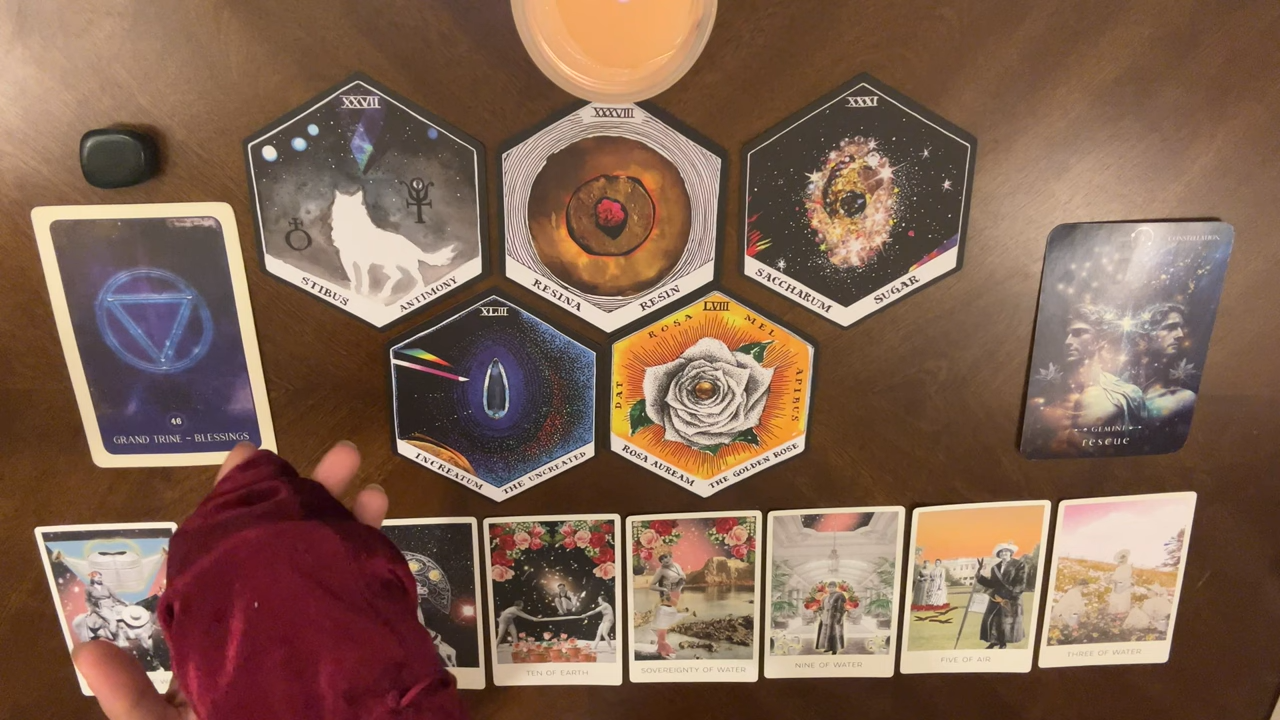 XXVII
STIBUS
ANTIMONY
XXXVIII
RESINA
RESIN
XXXI
SACCHARUM
SUGAR
46
GRAND TRINE - BLESSINGS
XLIII
INCREATUM
THE UNCREATED
LVIII
DAT ROSA MEL APIBUS
ROSA AUREAM
THE GOLDEN ROSE
CONSTELLATION
GEMINI
rescue
TEN OF EARTH
SOVEREIGNTY OF WATER
NINE OF WATER
FIVE OF AIR
THREE OF WATER